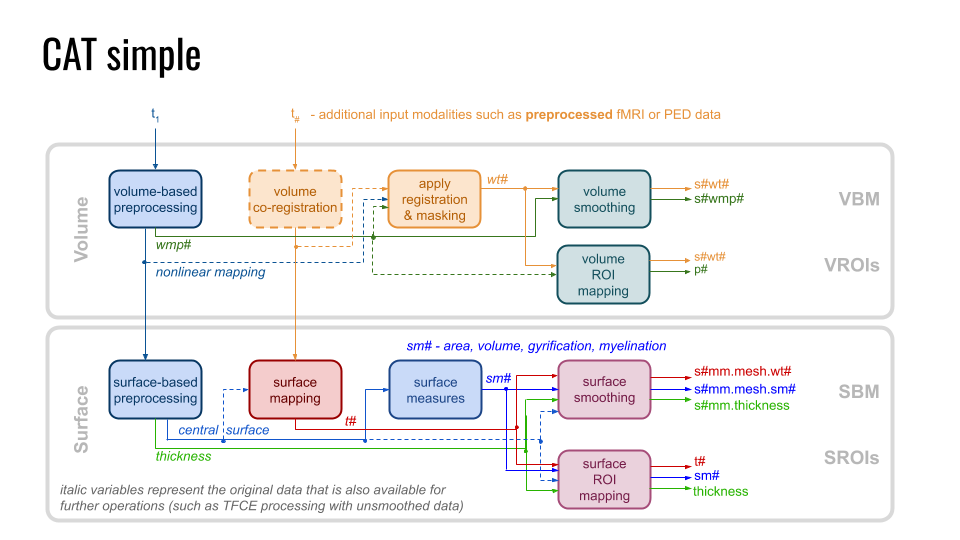 CAT simple
t1
t# - additional input modalities such as preprocessed fMRI or PED data
Volume
volume-based
preprocessing
volume
co-registration
apply
registration
& masking
wt#
volume
smoothing
s#wt#
s#wmp#
VBM
wmp#
nonlinear mapping
volume
ROI
mapping
s#wt#
p#
VROIs
Surface
sm# - area, volume, gyrification, myelination
surface-based
preprocessing
surface
mapping
surface
measures
sm#
surface
smoothing
s#mm.mesh.wt#
s#mm.mesh.sm#
s#mm.thickness
SBM
t#
central surface
thickness
surface
ROI
mapping
t#
sm#
thickness
SROIs
italic variables represent the original data that is also available for
further operations (such as TFCE processing with unsmoothed data)